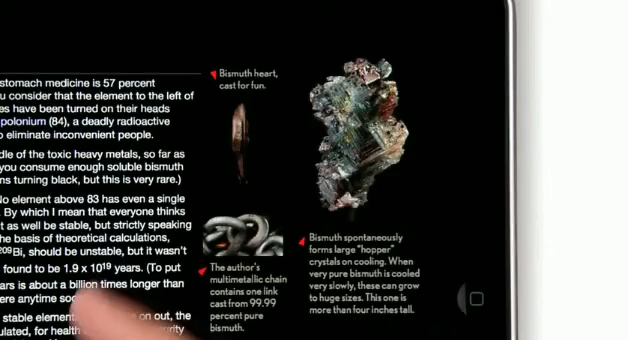 stomach medicine is 57 percent
u consider that the element to the left of
es have been turned on their heads
polonium (84), a deadly radioactive
o eliminate inconvenient people.
dle of the toxic heavy metals, so far as
you consume enough soluble bismuth
ms turning black, but this is very rare.)
No element above 83 has even a single
. By which I mean that everyone thinks
t as well be stable, but strictly speaking
the basis of theoretical calculations,
²⁰⁹Bi, should be unstable, but it wasn't
found to be 1.9 x 10¹⁹ years. (To put
ars is about a billion times longer than
ere anytime soo
stable element on out, the
ulated, for health
Bismuth heart,
cast for fun.
The author's
multimetallic chain
contains one link
cast from 99.99
percent pure
bismuth.
Bismuth spontaneously
forms large "hopper"
crystals on cooling. When
very pure bismuth is cooled
very slowly, these can grow
to huge sizes. This one is
more than four inches tall.